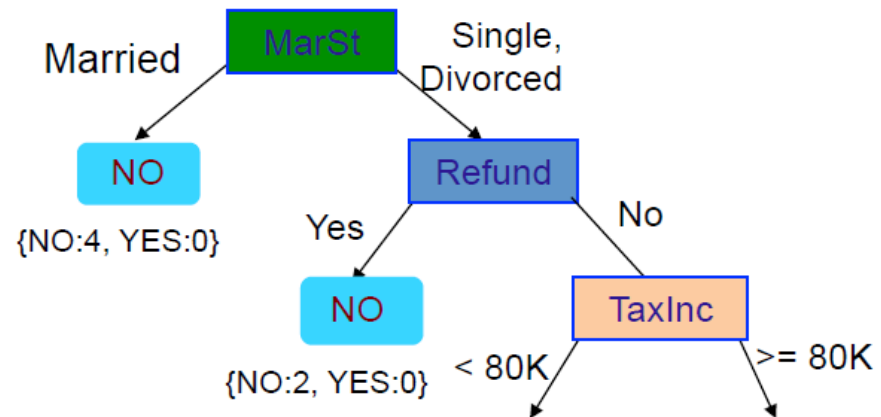 MarSt
Married
Single,
Divorced
NO
{NO:4, YES:0}
Refund
Yes
No
NO
{NO:2, YES:0}
TaxInc
< 80K
>= 80K